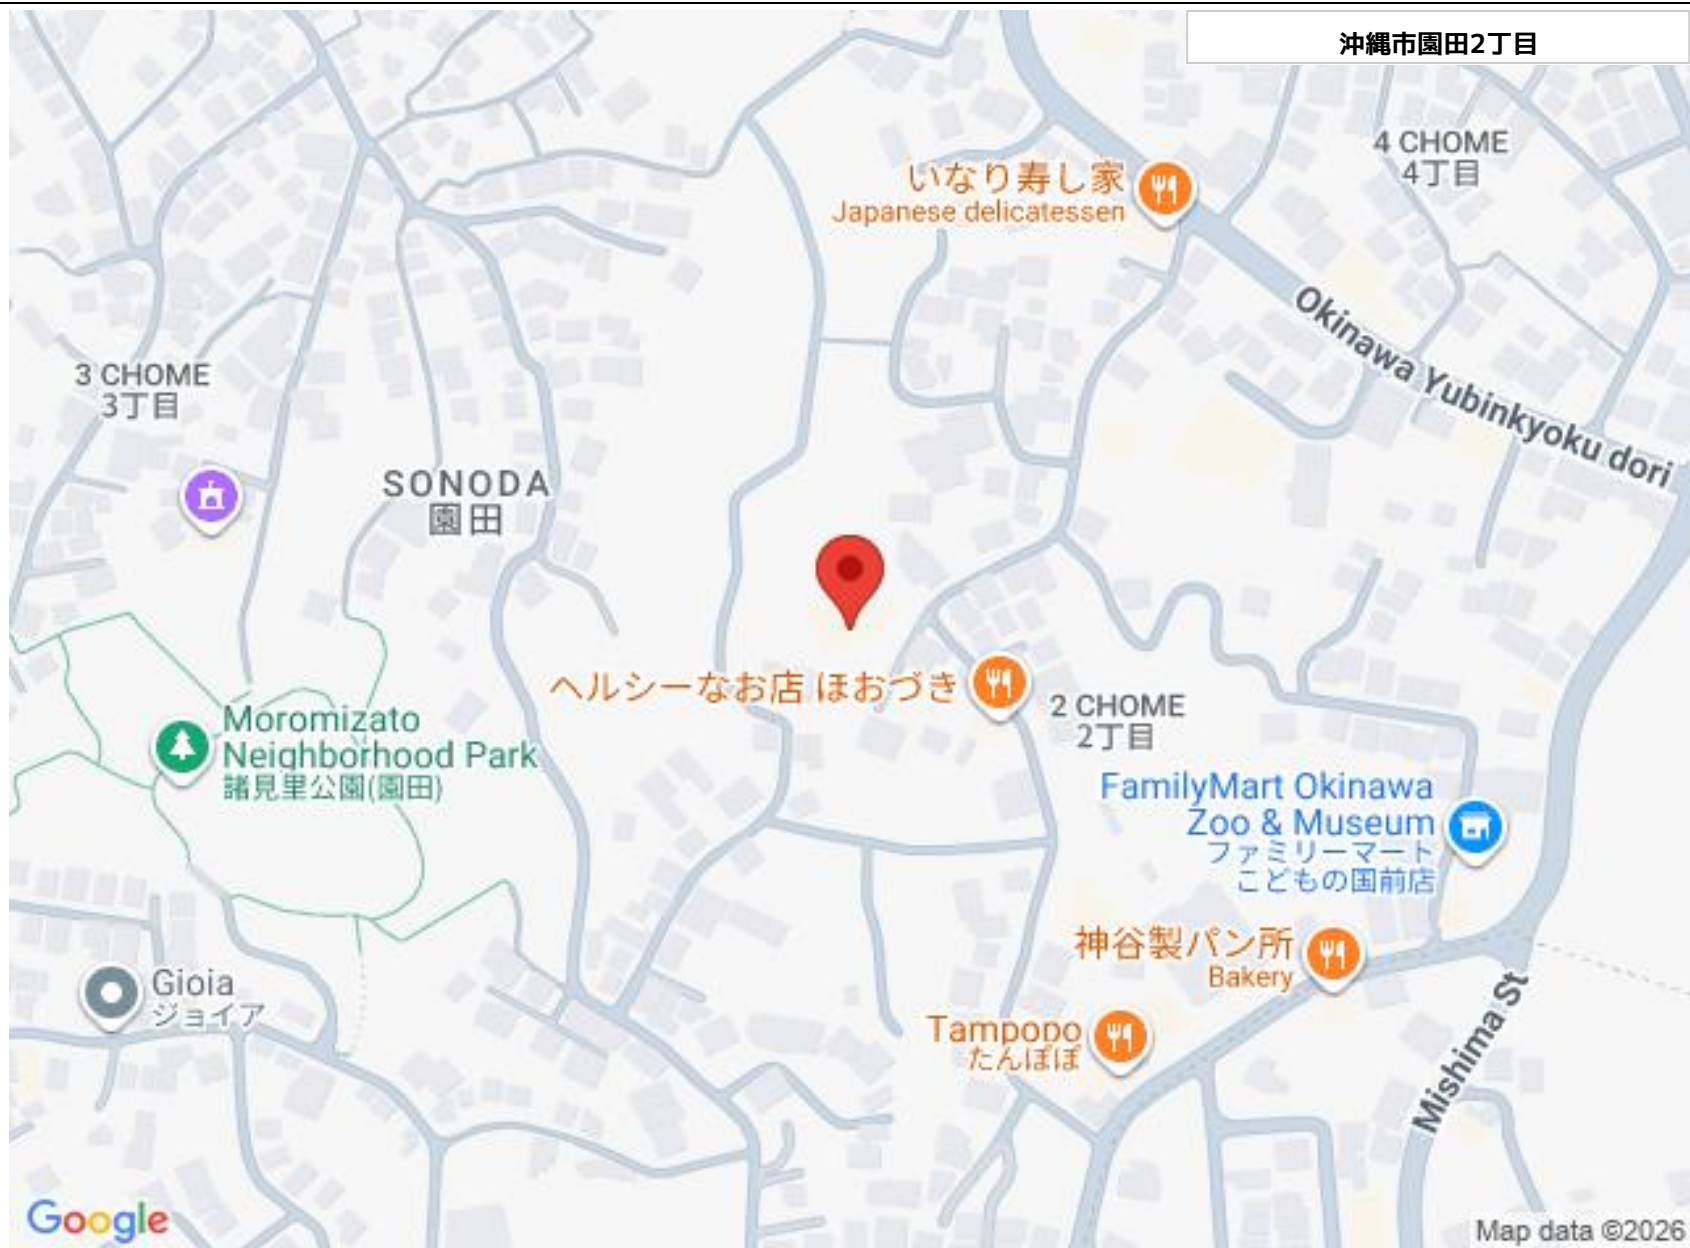 沖縄市園田2丁目
4 CHOME
4丁目
いなり寿し家
Japanese delicatessen
Okinawa Yubinkyoku dori
3 CHOME
3丁目
SONODA
園田
ヘルシーなお店 ほおづき
2 CHOME
2丁目
Moromizato
Neighborhood Park
諸見里公園(園田)
FamilyMart Okinawa
Zoo & Museum
ファミリーマート
こどもの国前店
神谷製パン所
Bakery
Gioia
ジョイア
Tampopo
たんぽぽ
Mishima St
Google
Map data ©2026